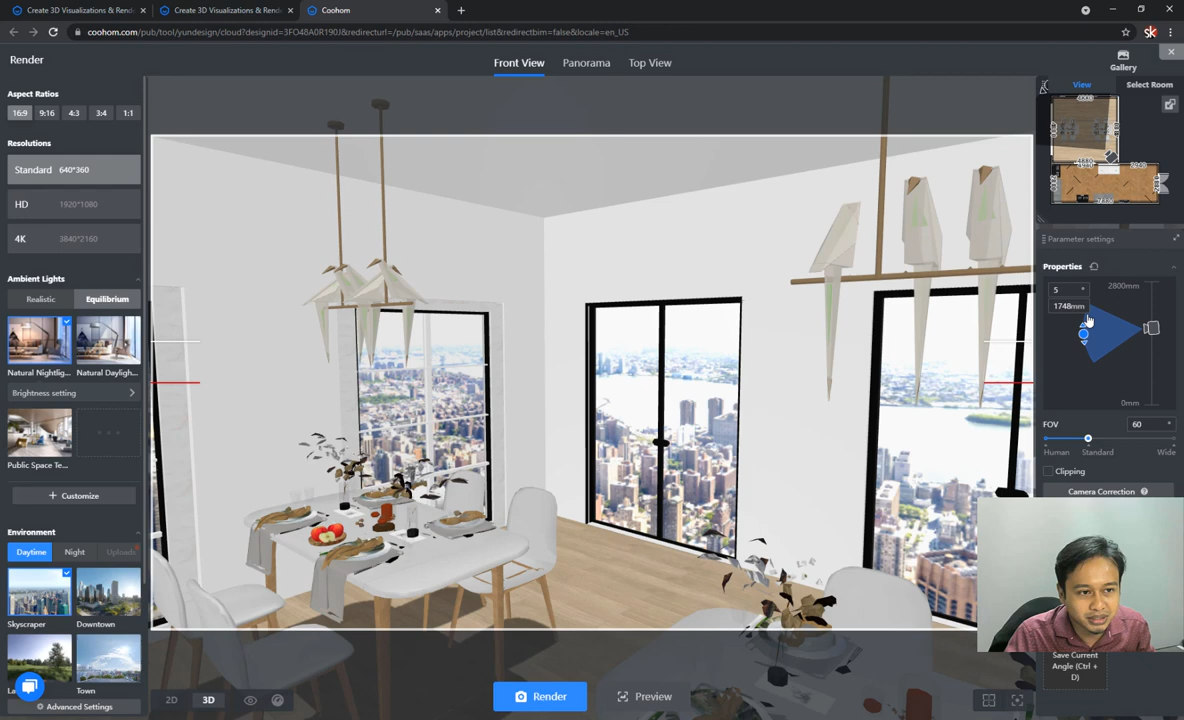 Create 3D Visualizations & Rend
Create 3D Visualizations & Rend
Coohom
coohom.com/pub/tool/yundesign/cloud?designid=3FO48A0R190J&redirecturl=/pub/saas/apps/project/list&redirectbim=false&locale=en_US
Render
Front View
Panorama
Top View
Gallery
View
Select Room
Aspect Ratios
16:9
9:16
4:3
3:4
1:1
Resolutions
Standard 640*360
HD 1920*1080
4K 3840*2160
Ambient Lights
Realistic
Equilibrium
Natural Nightlig...
Natural Dayligh...
Brightness setting
Public Space Te...
+ Customize
Environment
Daytime
Night
Uploads
Skyscraper
Downtown
La
Town
Advanced Settings
2D
3D
Render
Preview
4880
4880
2940
Parameter settings
Properties
5 °
1748mm
2800mm
0mm
FOV
60 °
Human
Standard
Wide
Clipping
Camera Correction
Save Current
Angle (Ctrl +
D)